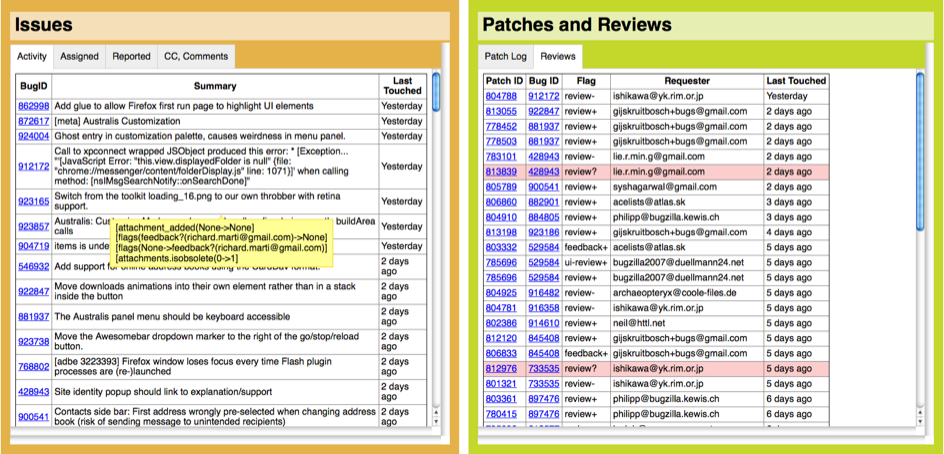 Issues
Activity Assigned Reported CC, Comments
BugID Summary Last Touched
862998 Add glue to allow Firefox first run page to highlight UI elements Yesterday
872617 [meta] Australis Customization Yesterday
924004 Ghost entry in customization palette, causes weirdness in menu panel. Yesterday
Call to xpconnect wrapped JSObject produced this error: * [Exception...
"'[JavaScript Error: "this.view.displayedFolder is null" {file:
912172 "chrome://messenger/content/folderDisplay.js" line: 1071}]' when calling Yesterday
method: [nsIMsgSearchNotify::onSearchDone]"
923165 Switch from the toolkit loading_16.png to our own throbber with retina Yesterday
support.
923857 Australis: buildArea Yesterday
calls
904719 items is unde Yesterday
[attachment_added(None->None]
[flags(feedback?(richard.marti@gmail.com)->None]
[flags(None->feedback?(richard.marti@gmail.com)]
[attachments.isobsolete(0->1]
546932 Add support 2 days
ago
922847 Move downloads animations into their own element rather than in a stack 2 days
inside the button ago
881937 The Australis panel menu should be keyboard accessible 2 days
ago
923738 Move the Awesomebar dropdown marker to the right of the go/stop/reload 2 days
button. ago
768802 [adbe 3223393] Firefox window loses focus every time Flash plugin 2 days
processes are (re-)launched ago
428943 Site identity popup should link to explanation/support 2 days
ago
900541 Contacts side bar: First address wrongly pre-selected when changing address 2 days
book (risk of sending message to unintended recipients) ago
Patches and Reviews
Patch Log Reviews
Patch ID Bug ID Flag Requester Last Touched
804788 912172 review- ishikawa@yk.rim.or.jp Yesterday
813055 922847 review+ gijskruitbosch+bugs@gmail.com 2 days ago
778452 881937 review+ gijskruitbosch+bugs@gmail.com 2 days ago
778503 881937 review+ gijskruitbosch+bugs@gmail.com 2 days ago
783101 428943 review- lie.r.min.g@gmail.com 2 days ago
813839 428943 review? lie.r.min.g@gmail.com 2 days ago
805789 900541 review+ syshagarwal@gmail.com 2 days ago
806860 882901 review+ acelists@atlas.sk 3 days ago
804910 884805 review+ philipp@bugzilla.kewis.ch 3 days ago
813198 923186 review+ gijskruitbosch+bugs@gmail.com 4 days ago
803332 529584 feedback+ acelists@atlas.sk 5 days ago
785696 529584 ui-review+ bugzilla2007@duellmann24.net 5 days ago
785696 529584 review+ bugzilla2007@duellmann24.net 5 days ago
804925 916482 review- archaeopteryx@coole-files.de 5 days ago
804781 916358 review- ishikawa@yk.rim.or.jp 5 days ago
802386 914610 review+ neil@httl.net 5 days ago
812120 845408 review+ gijskruitbosch+bugs@gmail.com 5 days ago
806833 845408 feedback+ gijskruitbosch+bugs@gmail.com 5 days ago
812976 733535 review? ishikawa@yk.rim.or.jp 5 days ago
801321 733535 review- ishikawa@yk.rim.or.jp 5 days ago
803361 897476 review+ philipp@bugzilla.kewis.ch 6 days ago
780415 897476 review+ philipp@bugzilla.kewis.ch 6 days ago